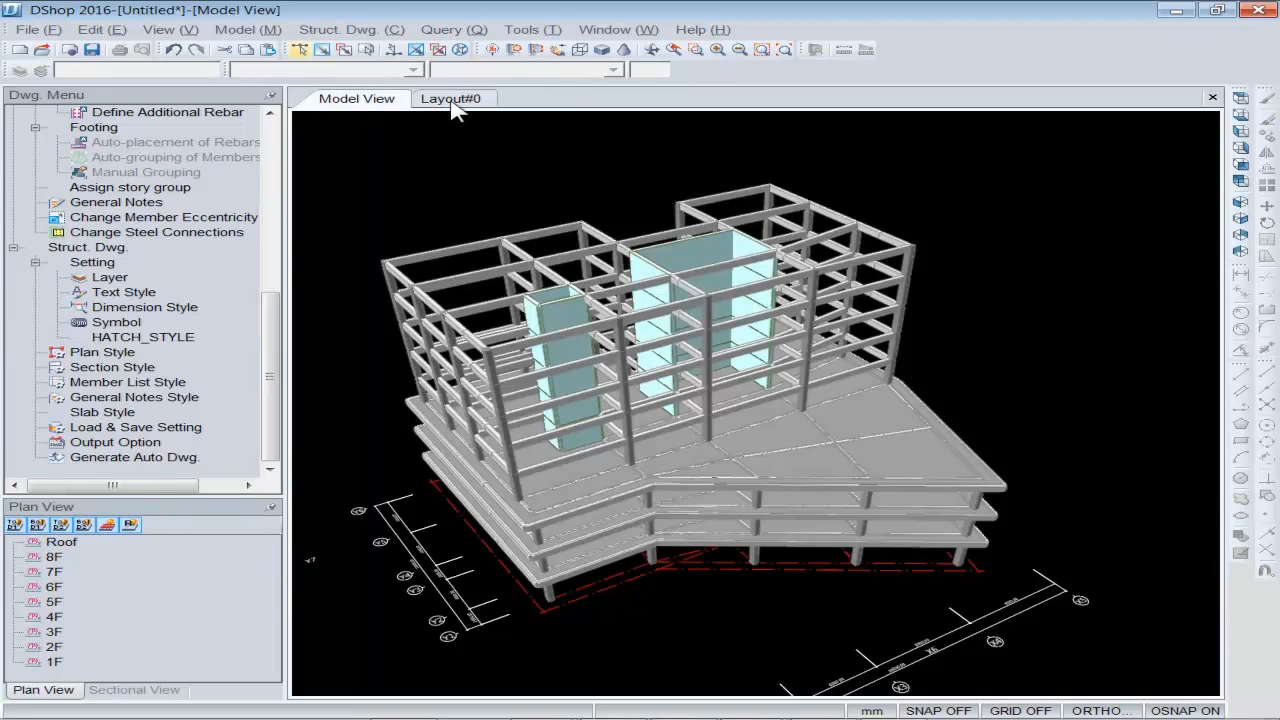 DShop 2016-[Untitled*]-[Model View]
File (F) Edit (E) View (V) Model (M) Struct. Dwg. (C) Query (Q) Tools (T) Window (W) Help (H)
Dwg. Menu
Model View Layout#0
Define Additional Rebar
Footing
Auto-placement of Rebars
Auto-grouping of Members
Manual Grouping
Assign story group
General Notes
Change Member Eccentricity
Change Steel Connections
Struct. Dwg.
Setting
Layer
Text Style
Dimension Style
Symbol
HATCH_STYLE
Plan Style
Section Style
Member List Style
General Notes Style
Slab Style
Load & Save Setting
Output Option
Generate Auto Dwg.
Plan View
Roof
8F
7F
6F
5F
4F
3F
2F
1F
Plan View Sectional View
Y1
X6
X3
mm SNAP OFF GRID OFF ORTHO... OSNAP ON